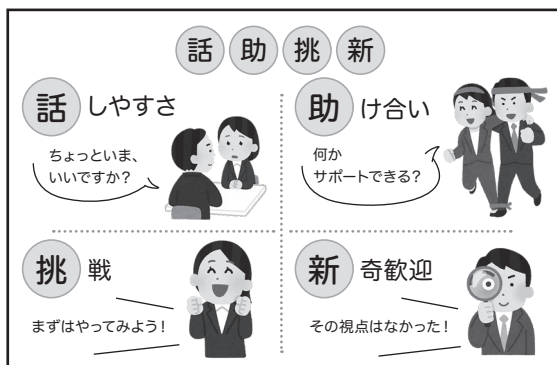 話助挑新
話しやすさ
ちょっといま、
いいですか?
助け合い
何か
サポートできる?
挑戦
まずはやってみよう!
新奇歓迎
その視点はなかった!